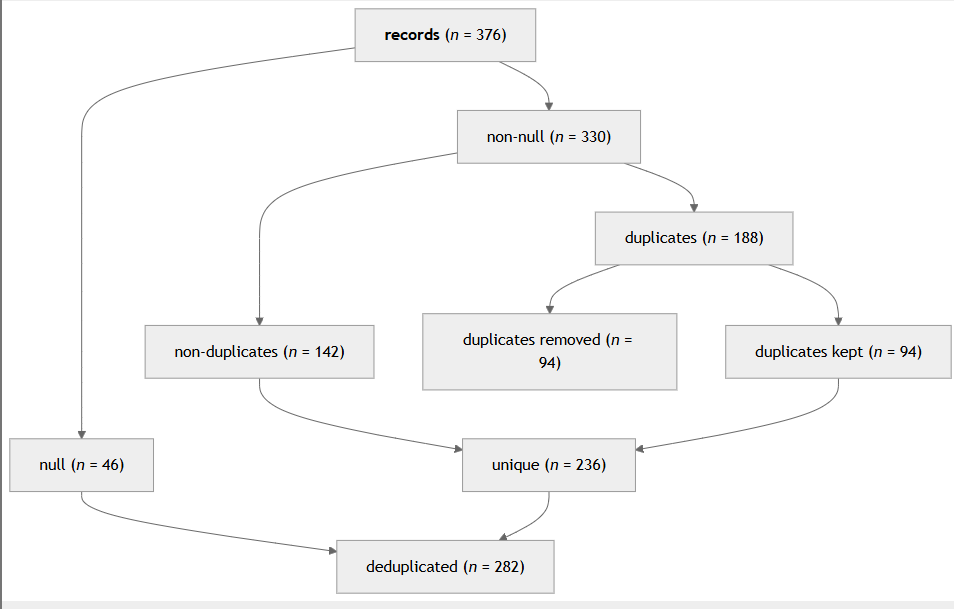 records (n = 376)
non-null (n = 330)
duplicates (n = 188)
non-duplicates (n = 142)
duplicates removed (n =
94)
duplicates kept (n = 94)
null (n = 46)
unique (n = 236)
deduplicated (n = 282)